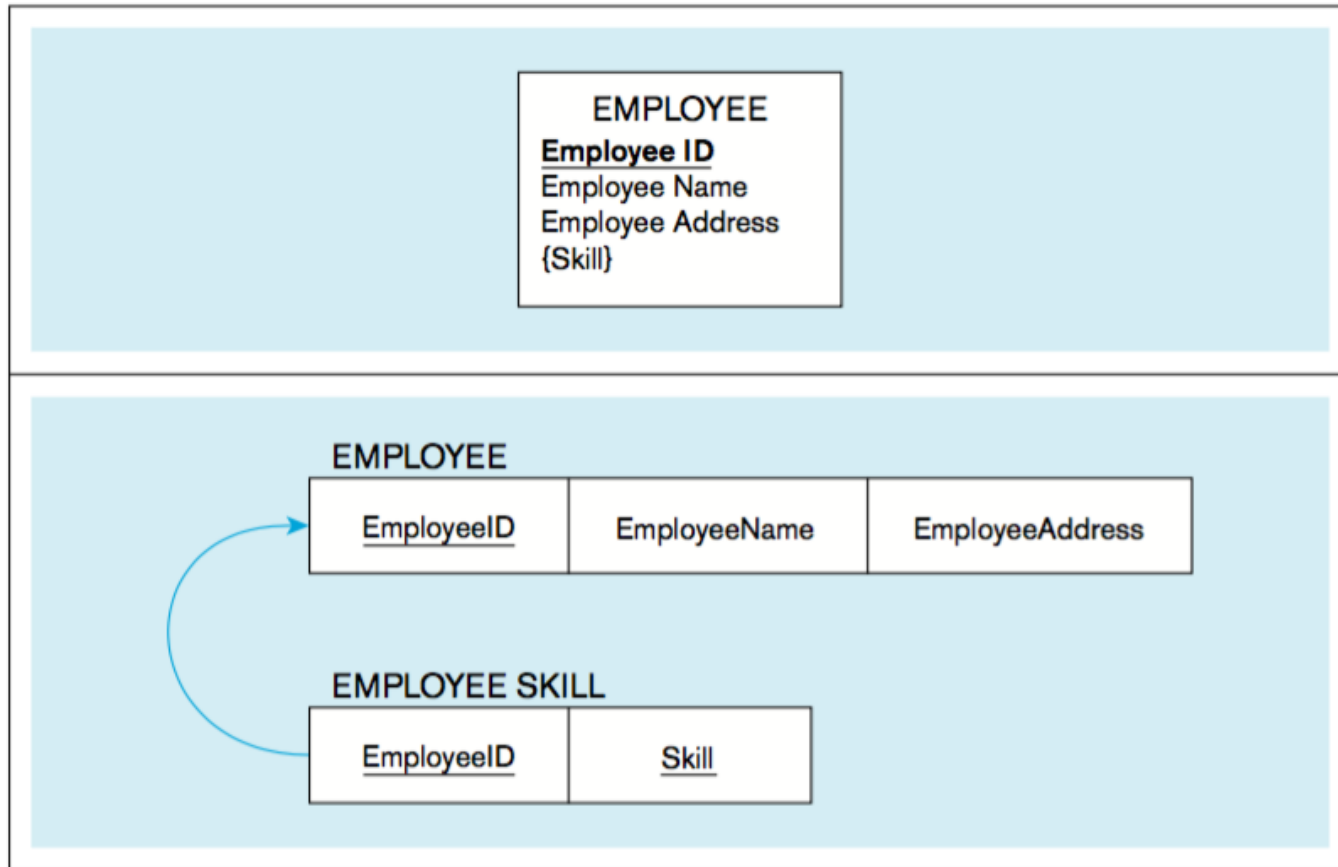 EMPLOYEE
Employee ID
Employee Name
Employee Address
{Skill}
EMPLOYEE
EmployeeID EmployeeName EmployeeAddress
EMPLOYEE SKILL
EmployeeID Skill